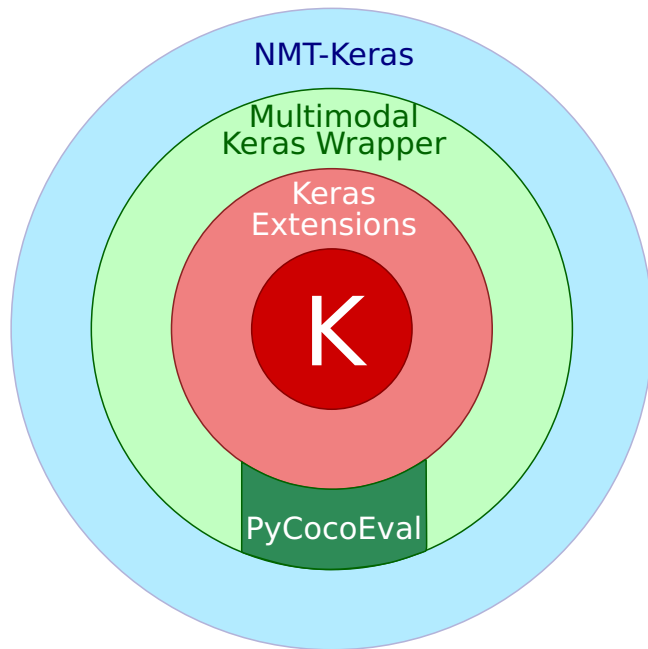 NMT-Keras
Multimodal
Keras Wrapper
Keras
Extensions
K
PyCocoEval